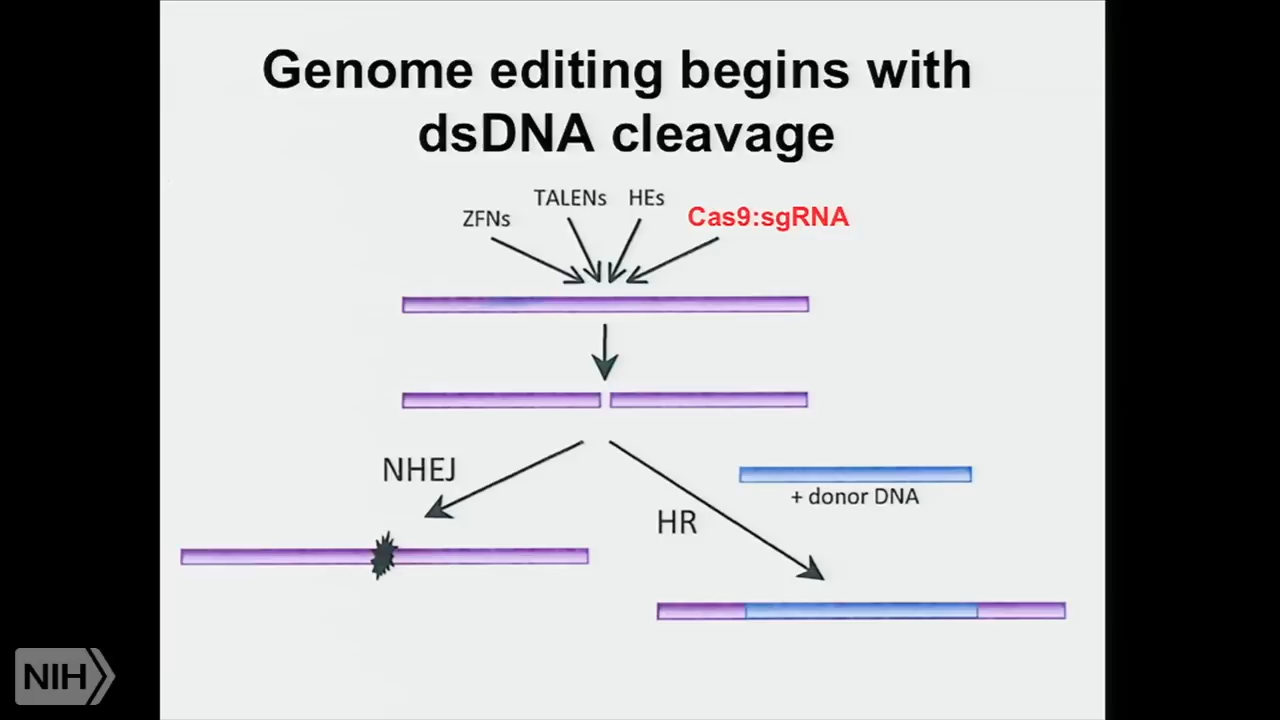 Genome editing begins with
dsDNA cleavage
TALENs HEs
ZFNs Cas9:sgRNA
NHEJ
+ donor DNA
HR
NIH